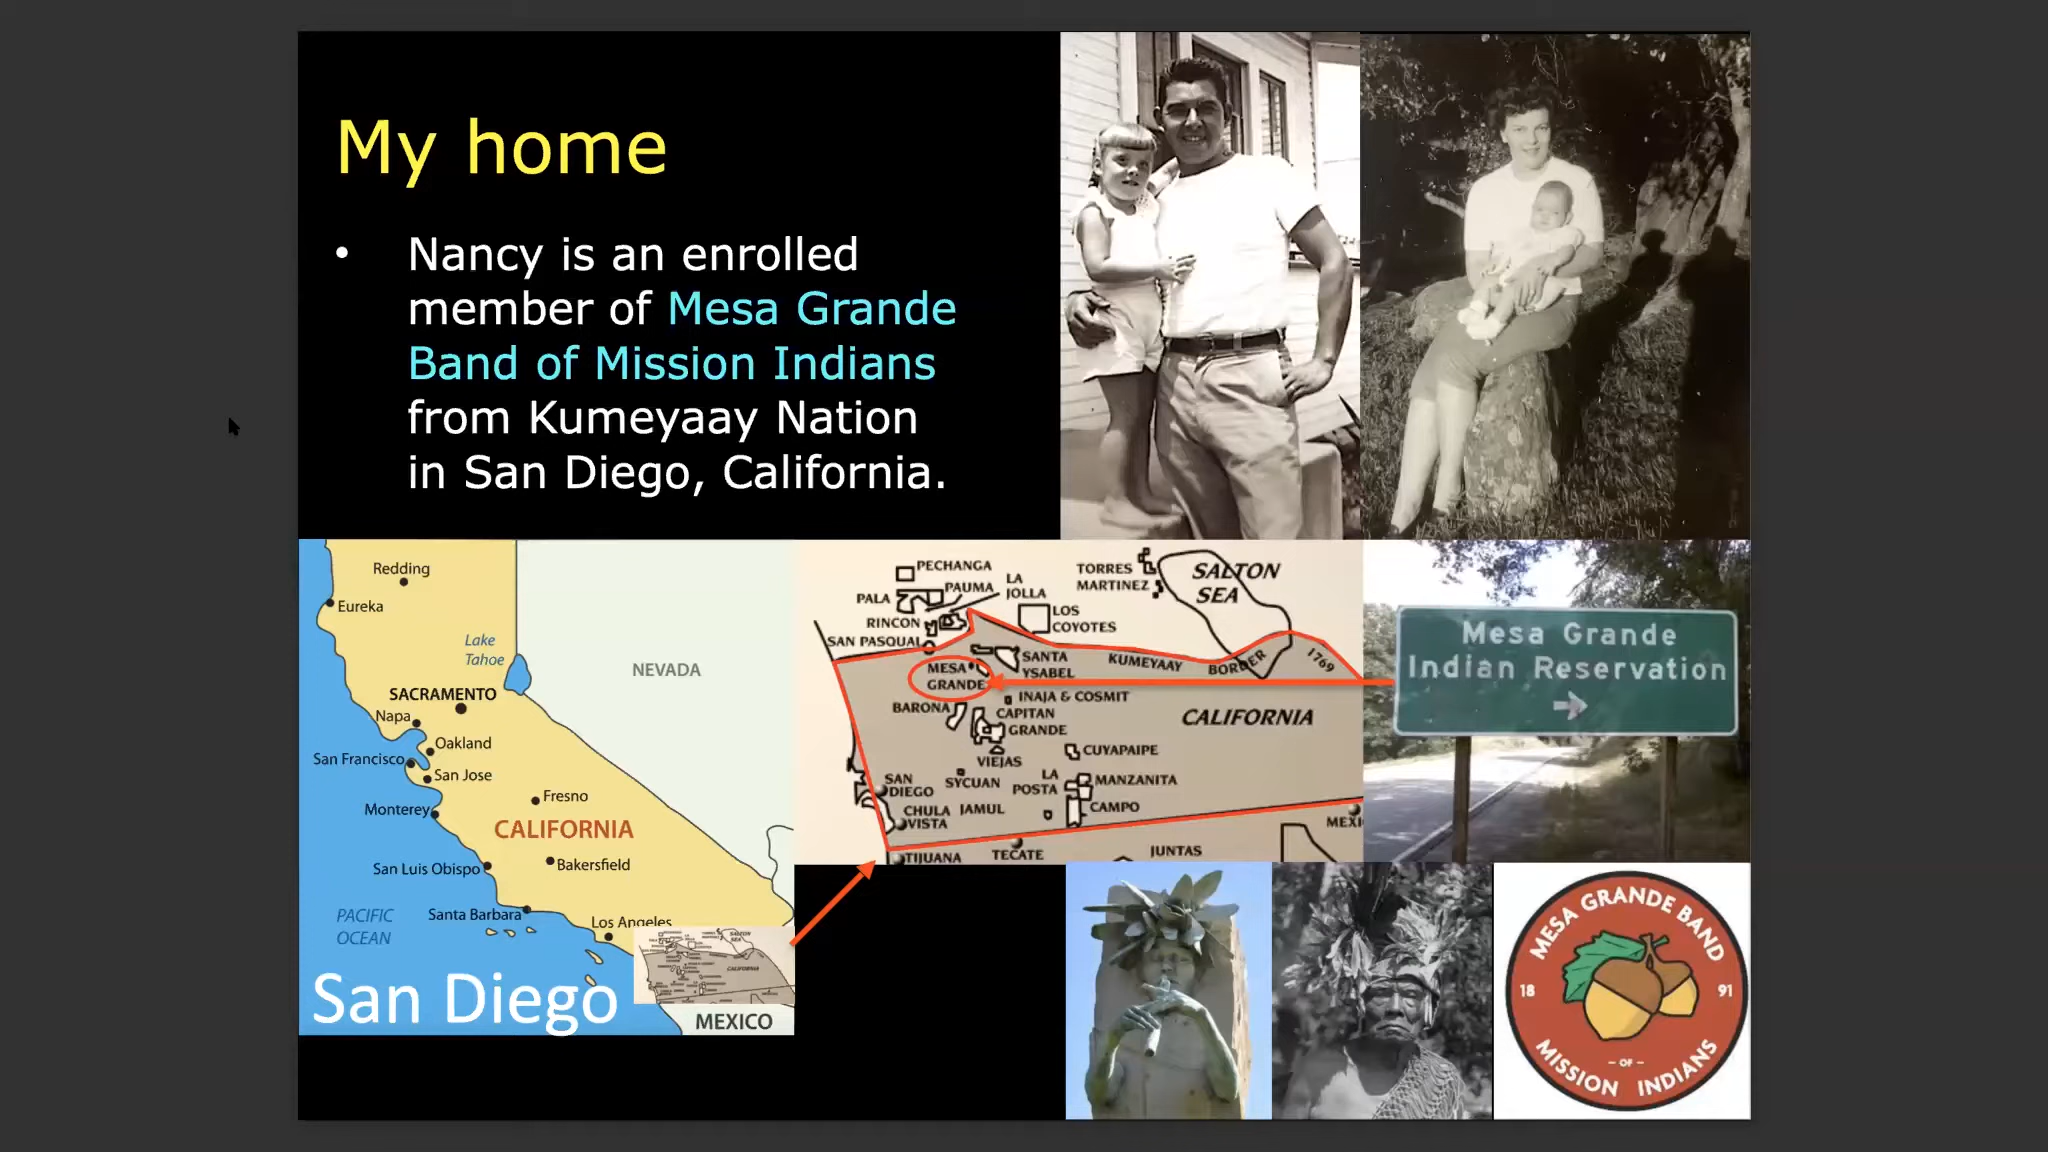 My home
• Nancy is an enrolled
member of Mesa Grande
Band of Mission Indians
from Kumeyaay Nation
in San Diego, California.
Redding
Eureka
Lake
Tahoe
NEVADA
SACRAMENTO
Napa
Oakland
San Francisco
San Jose
Monterey
Fresno
CALIFORNIA
San Luis Obispo
Bakersfield
PACIFIC
OCEAN
Santa Barbara
Los Angeles
San Diego
MEXICO
SALTON
SEA
CALIFORNIA
PECHANGA
TORRES
MARTINEZ
SALTON
SEA
PAUMA
LA
JOLLA
PALA
LOS
COYOTES
RINCON
SAN PASQUAL
MESA
GRANDE
SANTA
YSABEL
KUMEYAAY BORDER 1769
INAJA & COSMIT
BARONA
CAPITAN
GRANDE
CALIFORNIA
CUYAPAIPE
VIEJAS
SAN
DIEGO
SYCUAN
LA
POSTA
MANZANITA
CHULA
VISTA
JAMUL
CAMPO
MEXI
TIJUANA
TECATE
JUNTAS
Mesa Grande
Indian Reservation
MESA GRANDE BAND
18 91
- OF -
MISSION INDIANS